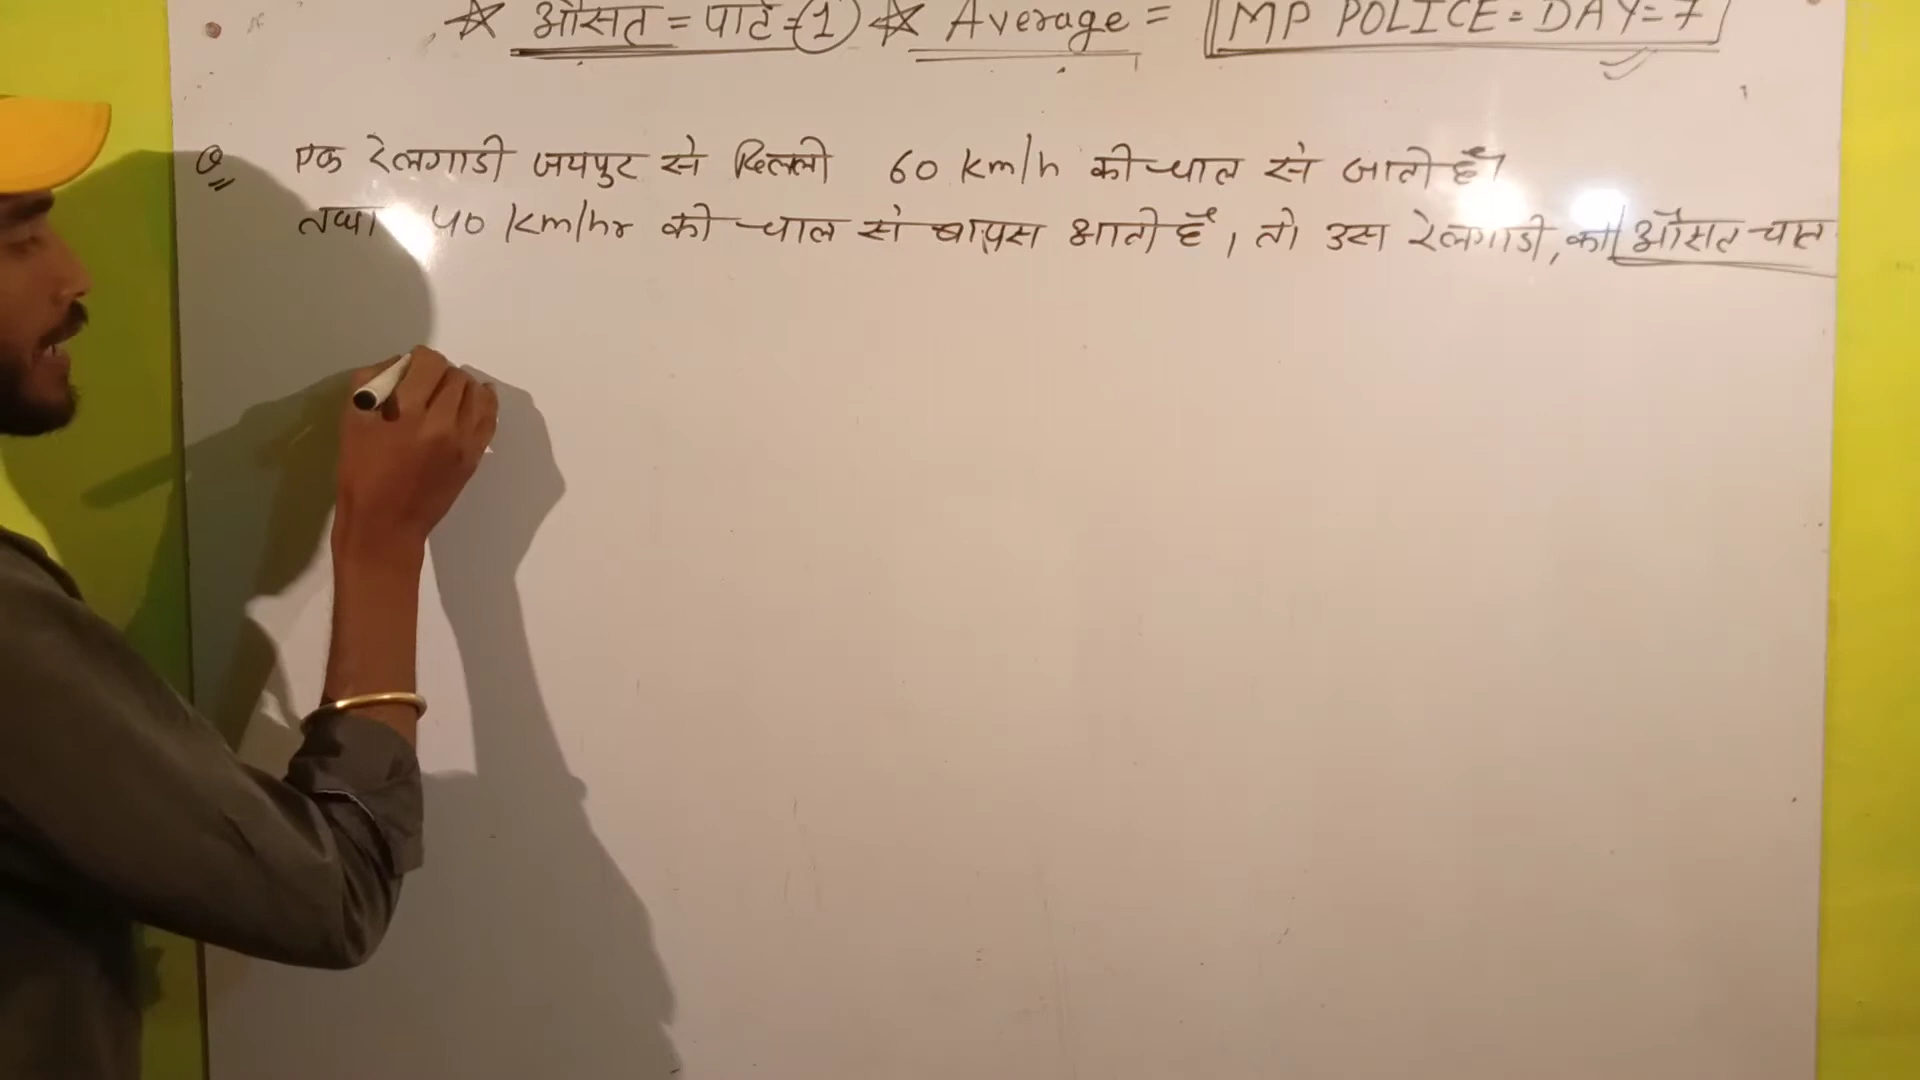 ☆ औसत = पार्ट-(1) ☆ Average = MP POLICE = DAY = 7
Q एक रेलगाडी जयपुर से दिल्ली 60 km/h की चाल से जाती है।
तथा 40 km/hr की चाल से बापस आती है, तो उस रेलगाडी, की औसत चाल